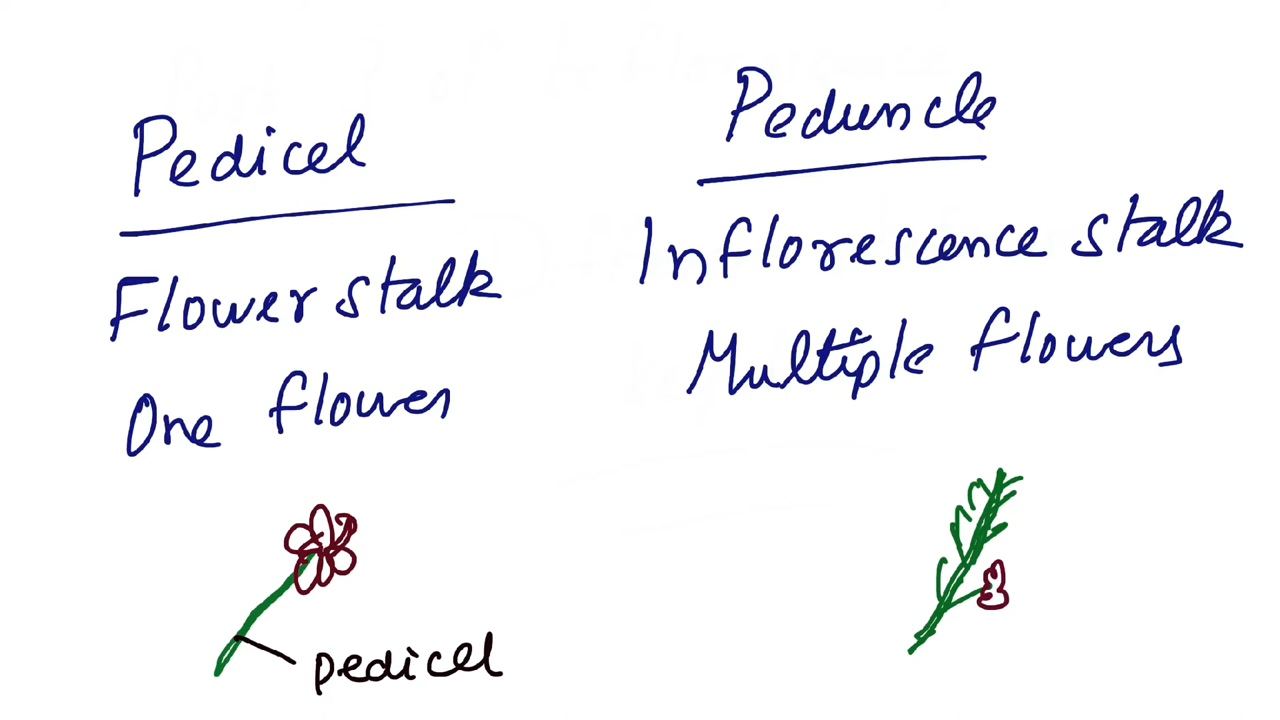 Pedicel
Flower stalk
One flower
pedicel
Peduncle
Inflorescence stalk
Multiple flowers